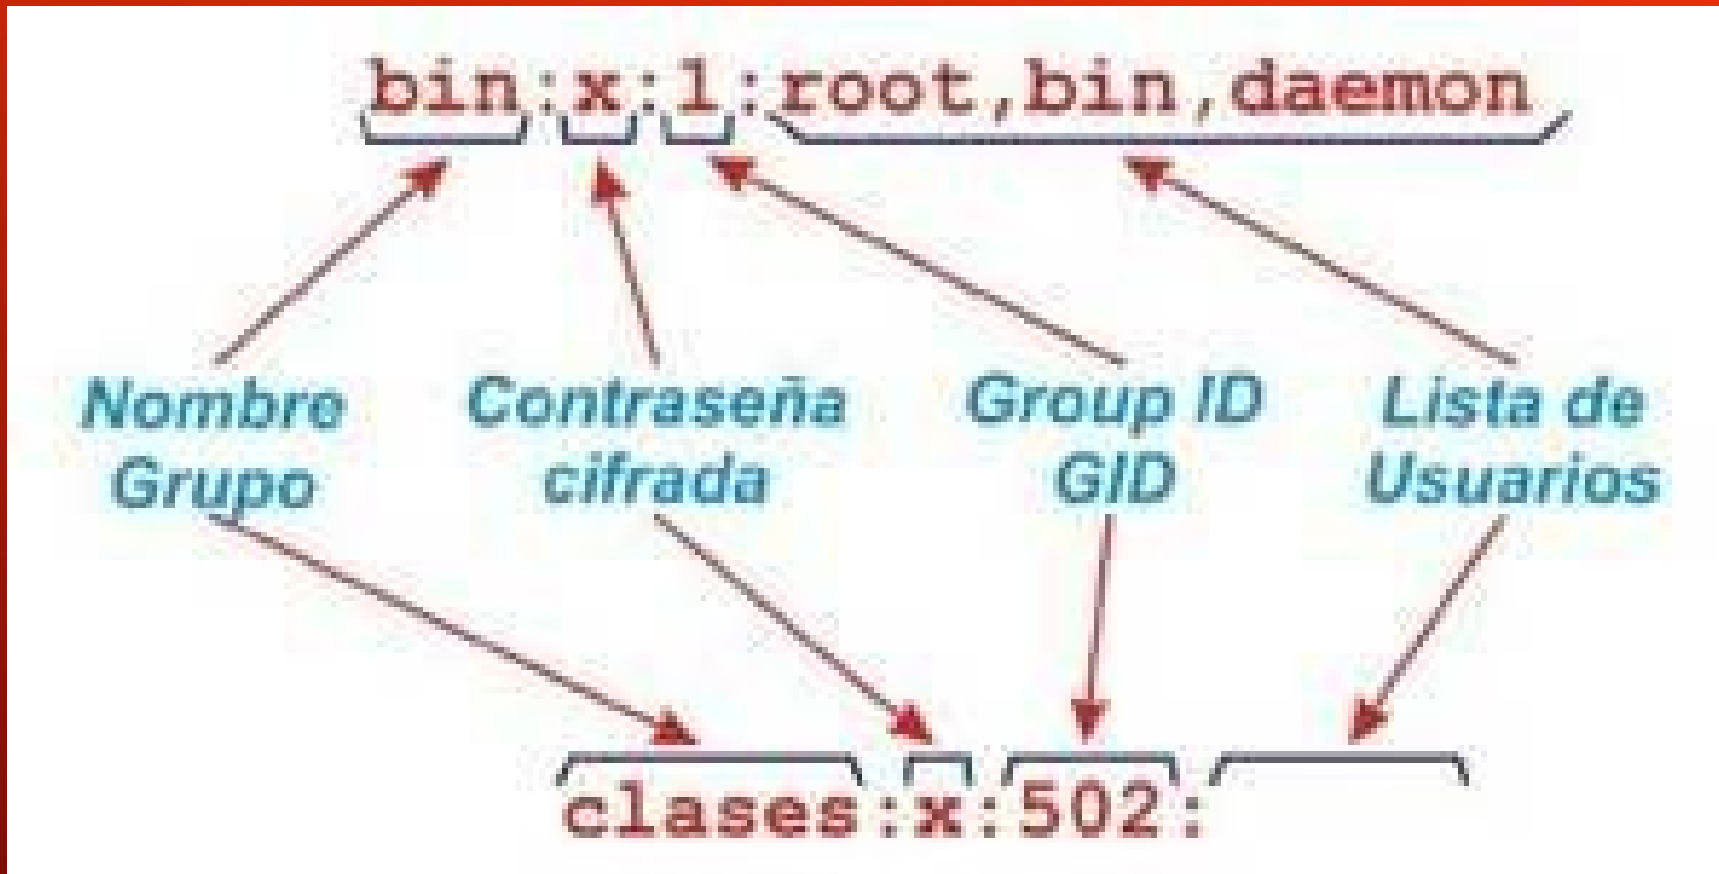 bin:x:1:root,bin,daemon
Nombre Grupo
Contraseña cifrada
Group ID GID
Lista de Usuarios
clases:x:502: